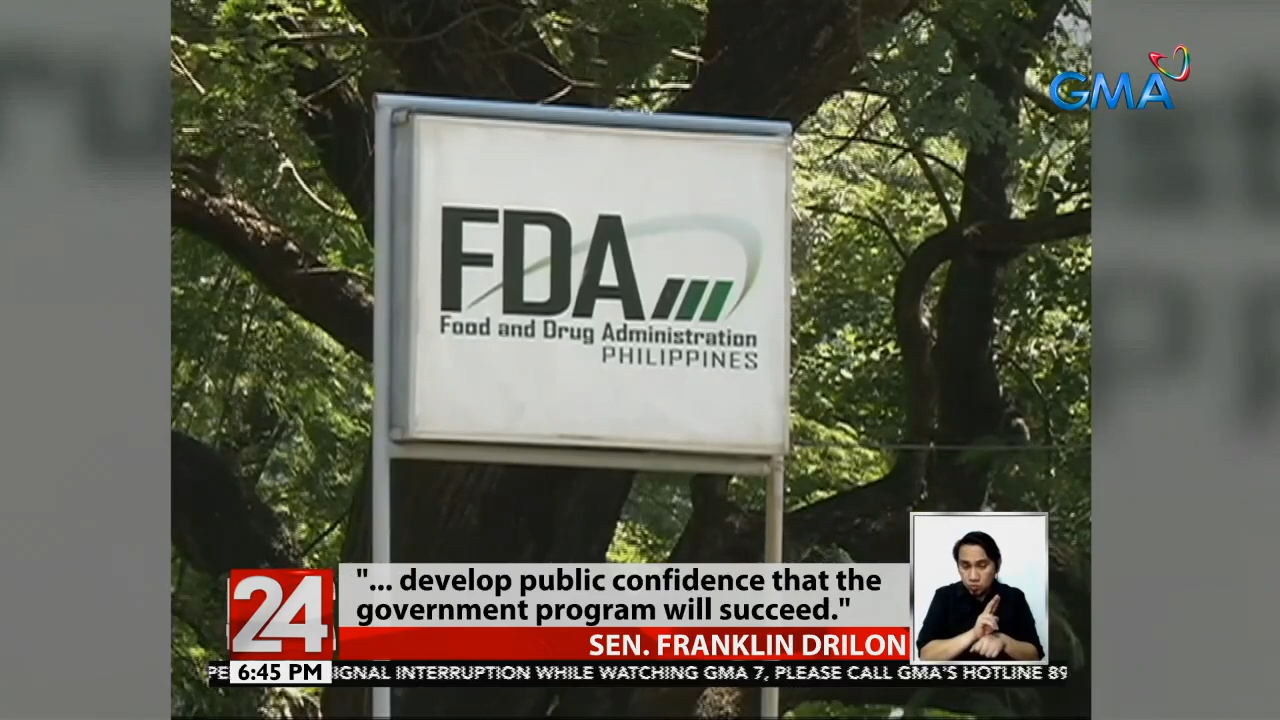 GMA
FDA
Food and Drug Administration
PHILIPPINES
"... develop public confidence that the
government program will succeed."
SEN. FRANKLIN DRILON
24
6:45 PM
IGNAL INTERRUPTION WHILE WATCHING GMA 7, PLEASE CALL GMA'S HOTLINE 89